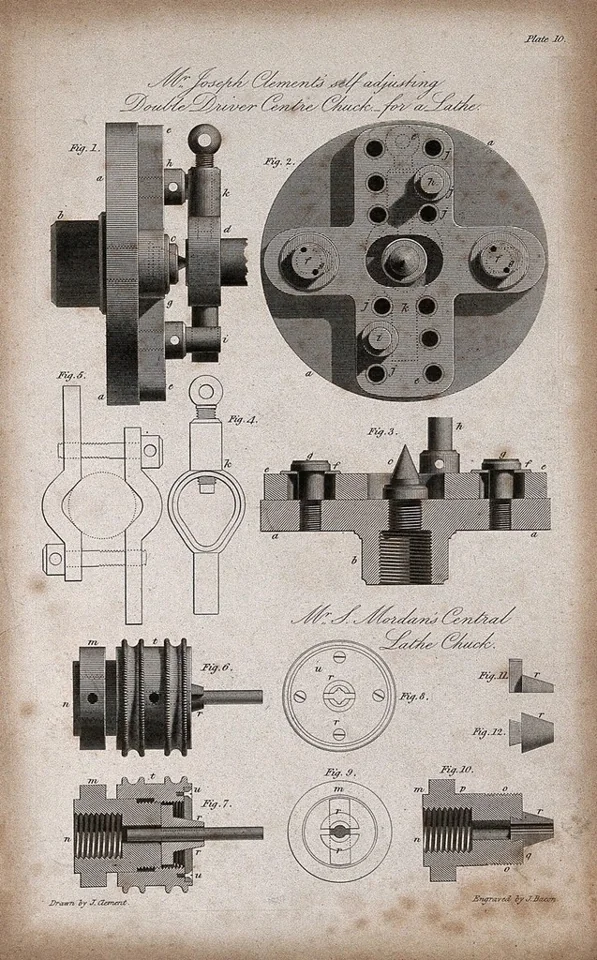 Plate 10.
Mr. Joseph Clement's self adjusting
Double Driver Centre Chuck for a Lathe.
Fig. 1.
e
a
h
k
b
c
d
g
i
a
e
Fig. 2.
e
a
j
h
j
j
f
g
f
g
j
k
i
a
j
e
Fig. 5.
Fig. 4.
k
Fig. 3.
h
g
f
e
c
g
f
e
a
b
a
Mr. S. Mordan's Central
Lathe Chuck.
m
t
Fig. 6.
n
r
u
r
r
Fig. 8.
Fig. 11.
r
Fig. 12.
r
m
t
u
Fig. 7.
n
r
r
u
Fig. 9.
m
r
r
Fig. 10.
m
p
o
r
n
q
o
Drawn by J. Clement.
Engraved by J. Bacon